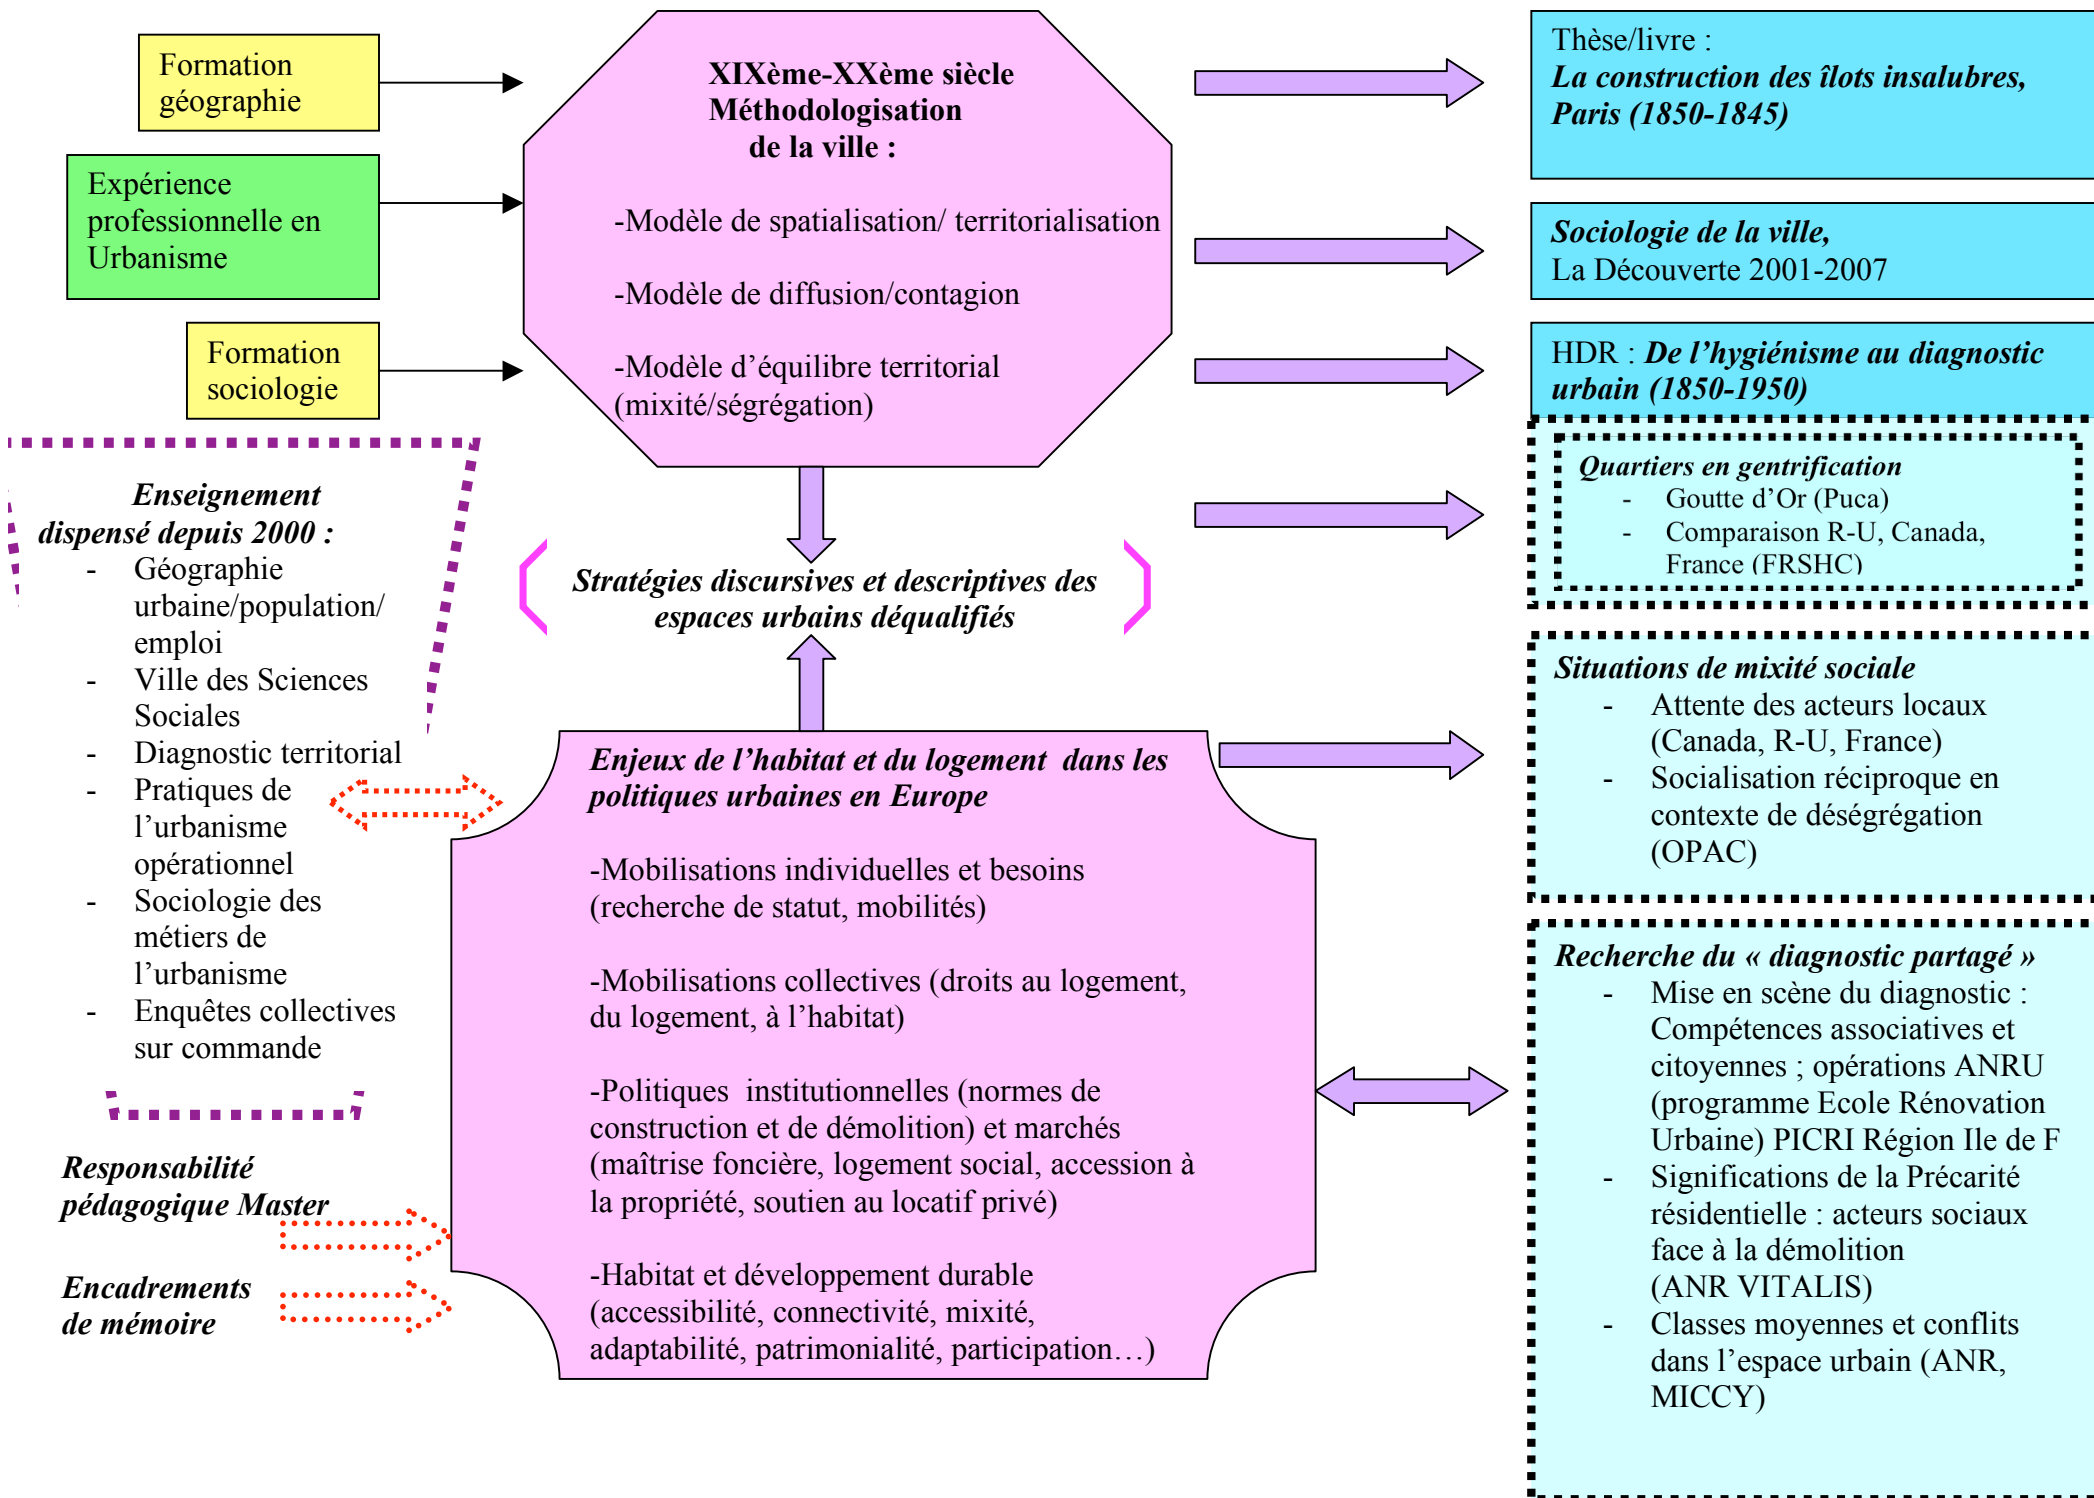 Formation
géographie
Expérience
professionnelle en
Urbanisme
Formation
sociologie
XIXème-XXème siècle
Méthodologisation
de la ville :
-Modèle de spatialisation/ territorialisation
-Modèle de diffusion/contagion
-Modèle d’équilibre territorial
(mixité/ségrégation)
Thèse/livre :
La construction des îlots insalubres,
Paris (1850-1845)
Sociologie de la ville,
La Découverte 2001-2007
HDR : De l’hygiénisme au diagnostic
urbain (1850-1950)
Quartiers en gentrification
- Goutte d’Or (Puca)
- Comparaison R-U, Canada,
France (FRSHC)
Enseignement
dispensé depuis 2000 :
- Géographie
urbaine/population/
emploi
- Ville des Sciences
Sociales
- Diagnostic territorial
- Pratiques de
l’urbanisme
opérationnel
- Sociologie des
métiers de
l’urbanisme
- Enquêtes collectives
sur commande
Stratégies discursives et descriptives des
espaces urbains déqualifiés
Situations de mixité sociale
- Attente des acteurs locaux
(Canada, R-U, France)
- Socialisation réciproque en
contexte de déségrégation
(OPAC)
Enjeux de l’habitat et du logement dans les
politiques urbaines en Europe
-Mobilisations individuelles et besoins
(recherche de statut, mobilités)
-Mobilisations collectives (droits au logement,
du logement, à l’habitat)
-Politiques institutionnelles (normes de
construction et de démolition) et marchés
(maîtrise foncière, logement social, accession à
la propriété, soutien au locatif privé)
-Habitat et développement durable
(accessibilité, connectivité, mixité,
adaptabilité, patrimonialité, participation…)
Recherche du « diagnostic partagé »
- Mise en scène du diagnostic :
Compétences associatives et
citoyennes ; opérations ANRU
(programme Ecole Rénovation
Urbaine) PICRI Région Ile de F
- Significations de la Précarité
résidentielle : acteurs sociaux
face à la démolition
(ANR VITALIS)
- Classes moyennes et conflits
dans l’espace urbain (ANR,
MICCY)
Responsabilité
pédagogique Master
Encadrements
de mémoire